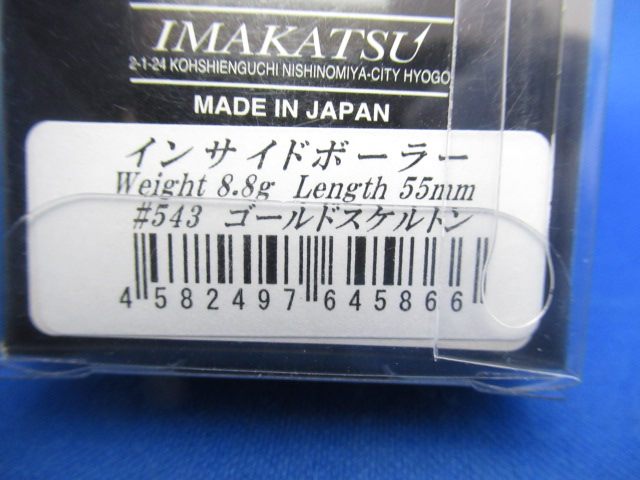 IMAKATSU
2-1-24 KOHSHIENGUCHI NISHINOMIYA-CITY HYOGO
MADE IN JAPAN
インサイドボーラー
Weight 8.8g Length 55mm
#543 ゴールドスケルトン
4 582497 645866